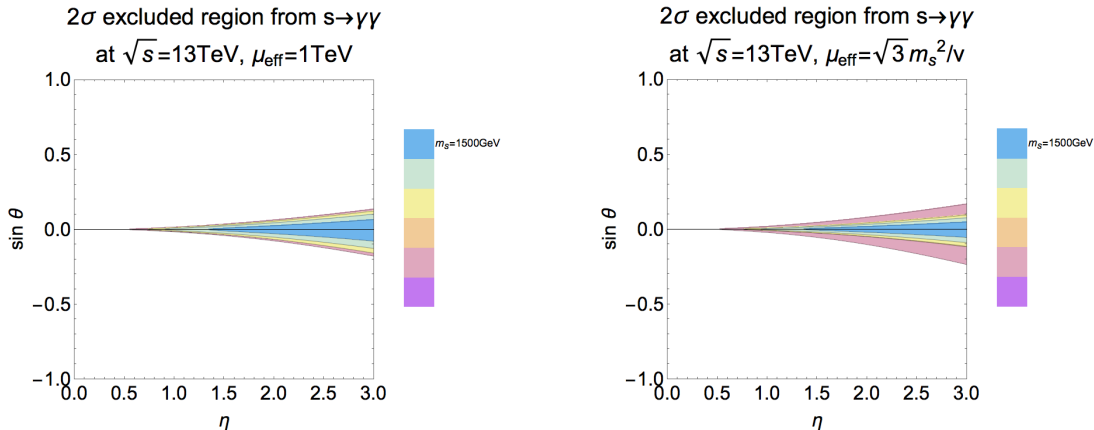 2σ excluded region from s→γγ
at √s=13TeV, μeff=1TeV
1.0
0.5
0.0
−0.5
−1.0
sin θ
0.0 0.5 1.0 1.5 2.0 2.5 3.0
η
ms=1500GeV
2σ excluded region from s→γγ
at √s=13TeV, μeff=√3 ms²/v
1.0
0.5
0.0
−0.5
−1.0
sin θ
0.0 0.5 1.0 1.5 2.0 2.5 3.0
η
ms=1500GeV